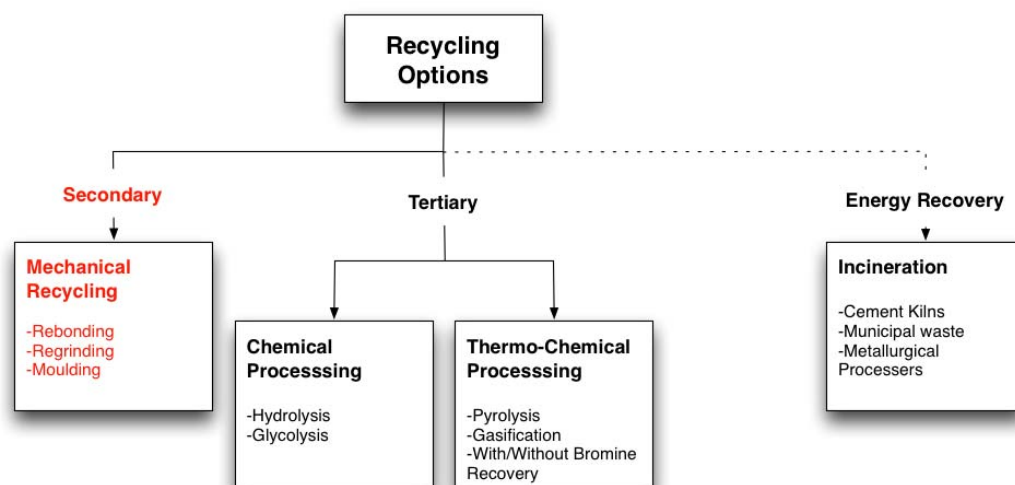 Recycling
Options
Secondary
Tertiary
Energy Recovery
Mechanical
Recycling
-Rebonding
-Regrinding
-Moulding
Chemical
Processsing
-Hydrolysis
-Glycolysis
Thermo-Chemical
Processsing
-Pyrolysis
-Gasification
-With/Without Bromine
Recovery
Incineration
-Cement Kilns
-Municipal waste
-Metallurgical
Processers